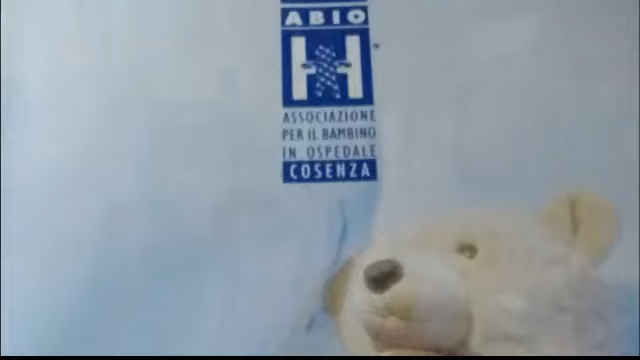 ABIO
H
ASSOCIAZIONE
PER IL BAMBINO
IN OSPEDALE
COSENZA